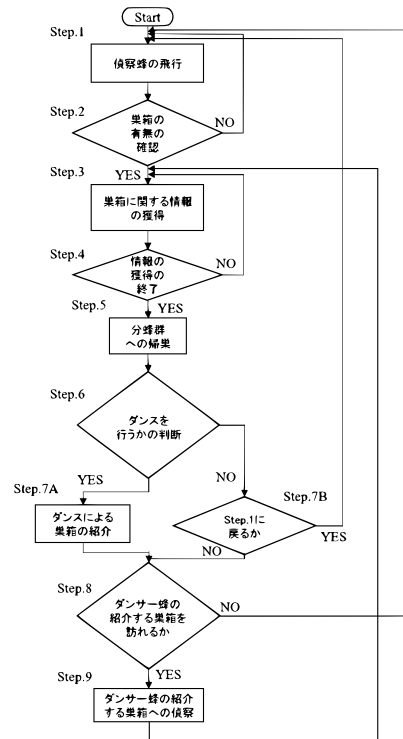 Start
Step.1
偵察蜂の飛行
Step.2
巣箱の
有無の
確認
NO
Step.3
YES
巣箱に関する情報
の獲得
Step.4
情報の
獲得の
終了
NO
Step.5
YES
分蜂群
への帰巣
Step.6
ダンスを
行うかの判断
YES
NO
Step.7A
ダンスによる
巣箱の紹介
Step.7B
Step.1に
戻るか
YES
NO
Step.8
ダンサー蜂の
紹介する巣箱を
訪れるか
NO
YES
Step.9
ダンサー蜂の紹介
する巣箱への偵察